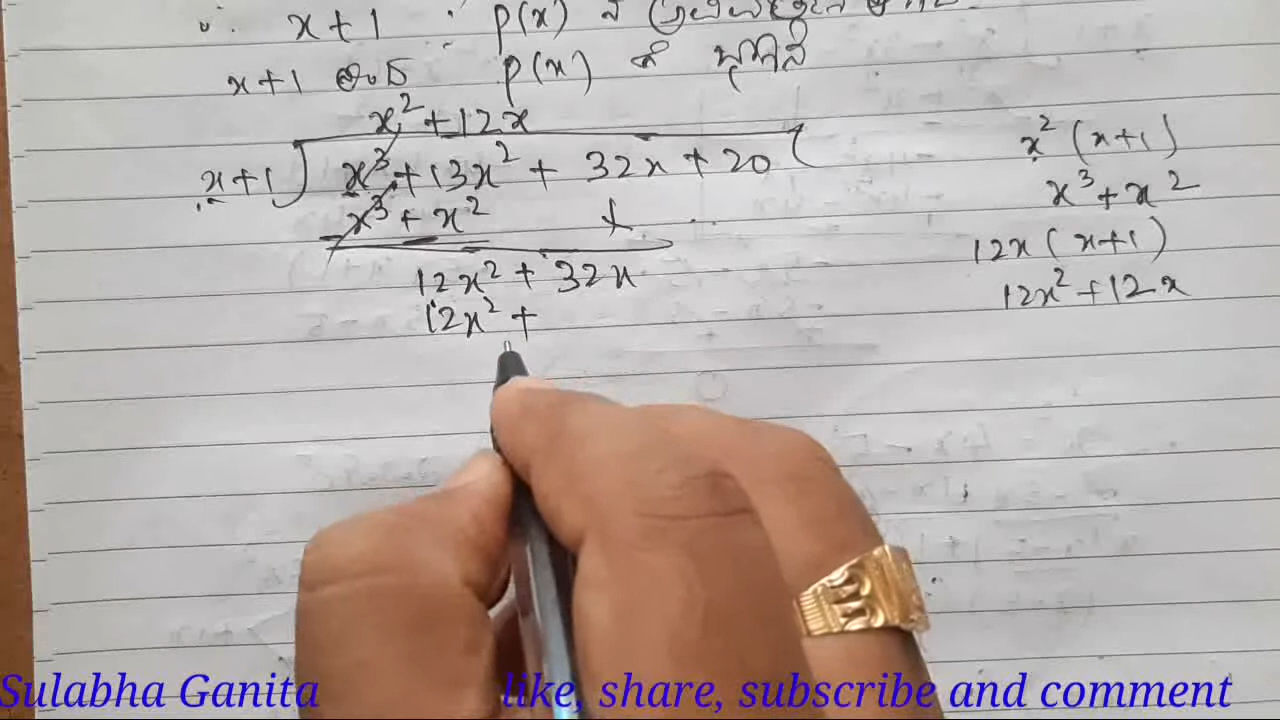 ∴ x + 1 : p(x) ನ
x+1 ಅಂದ p(x) ನ ಭಾಗಿಸಿ
x² + 12x
x+1 ) x³ + 13x² + 32x + 20 (
x³ + x²
12x² + 32x
12x² +
x² (x+1)
x³ + x²
12x ( x+1 )
12x² + 12x
Sulabha Ganita like, share, subscribe and comment